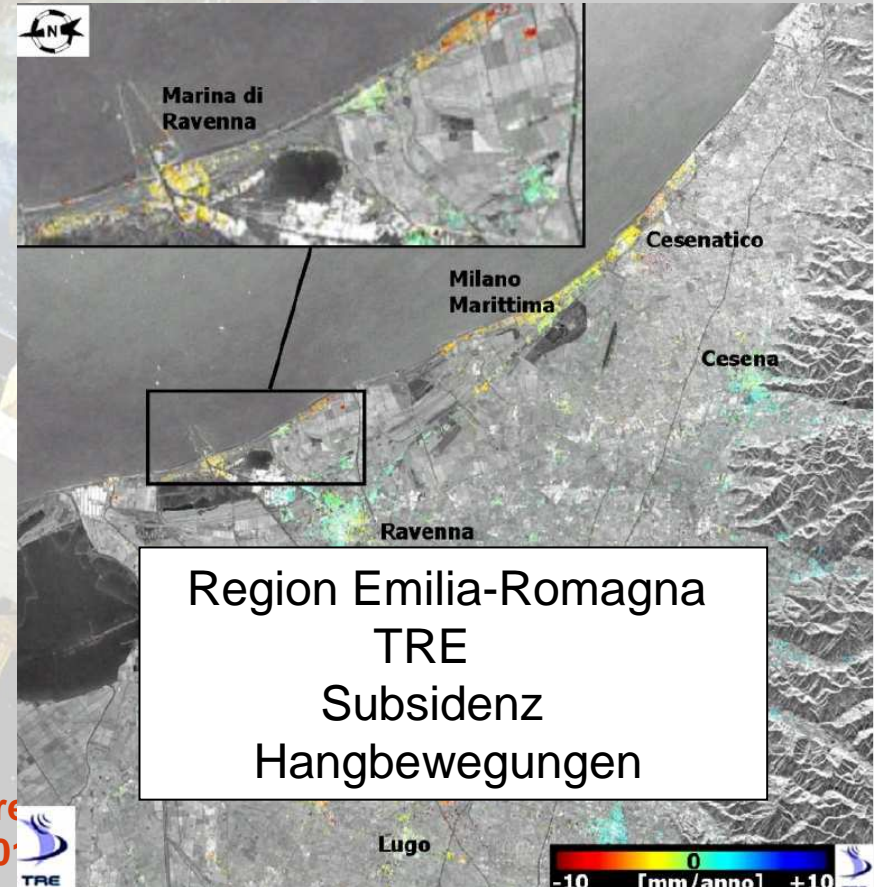 N
Marina di
Ravenna
Cesenatico
Milano
Marittima
Cesena
Ravenna
Region Emilia-Romagna
TRE
Subsidenz
Hangbewegungen
Lugo
TRE
0
-10 [mm/anno] +10